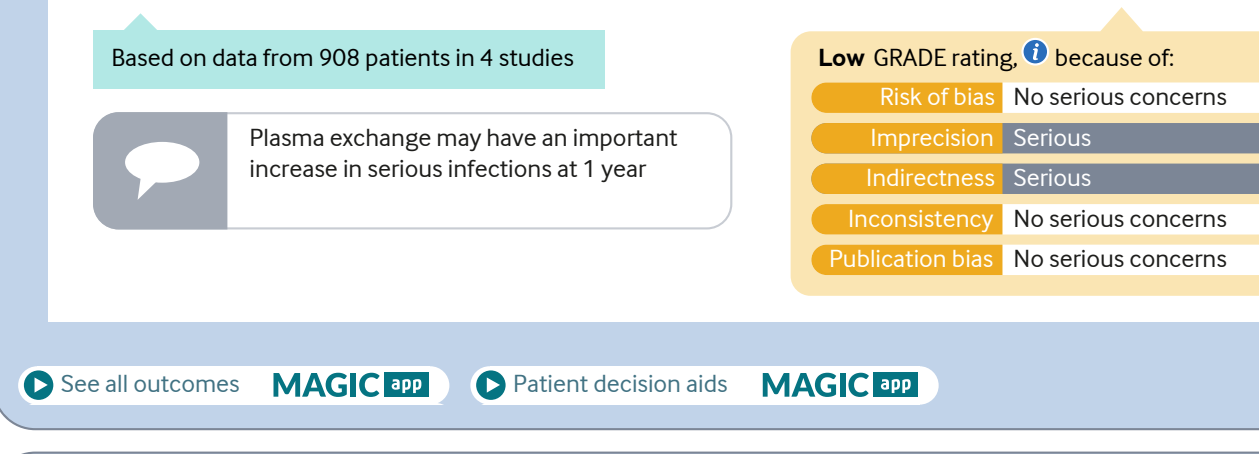 Based on data from 908 patients in 4 studies
Plasma exchange may have an important
increase in serious infections at 1 year
Low GRADE rating, i because of:
Risk of bias No serious concerns
Imprecision Serious
Indirectness Serious
Inconsistency No serious concerns
Publication bias No serious concerns
See all outcomes MAGIC app
Patient decision aids MAGIC app